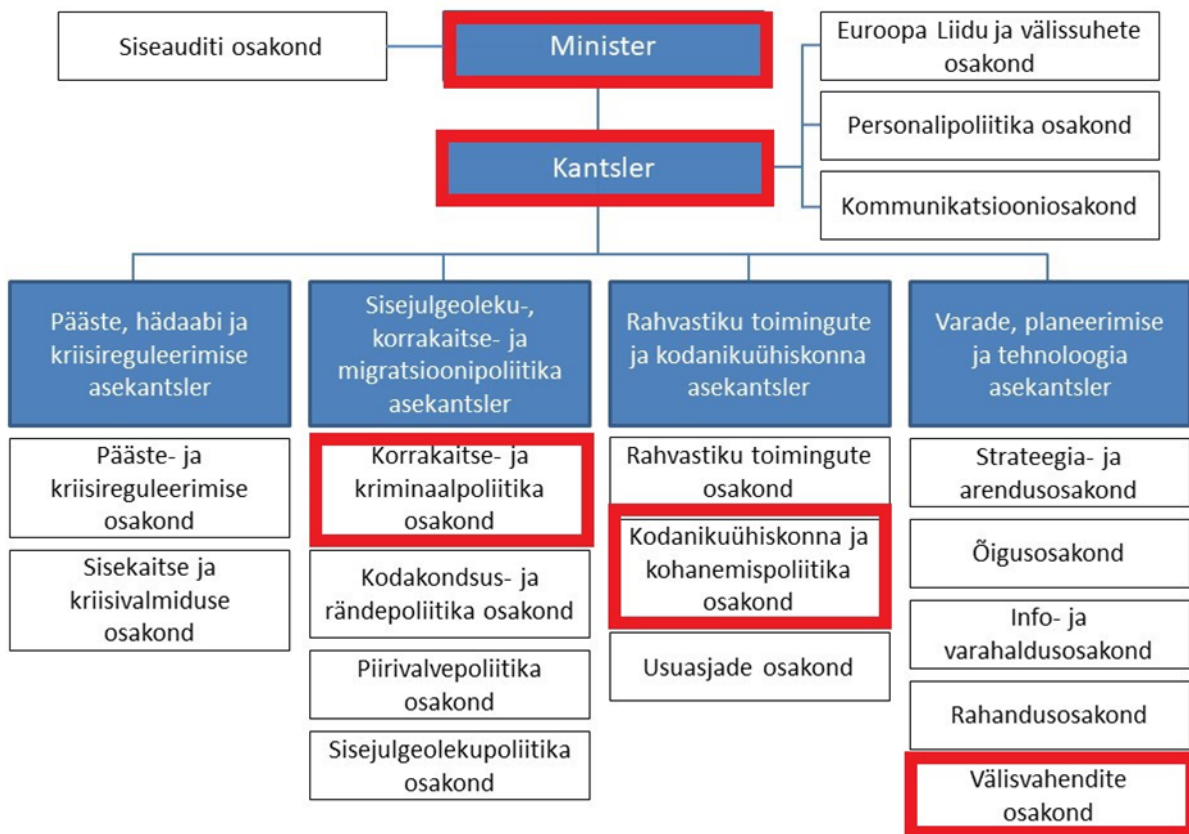 Siseauditi osakond
Minister
Euroopa Liidu ja välissuhete
osakond
Personalipoliitika osakond
Kantsler
Kommunikatsiooniosakond
Pääste, hädaabi ja
kriisireguleerimise
asekantsler
Sisejulgeoleku-,
korrakaitse- ja
migratsioonipoliitika
asekantsler
Rahvastiku toimingute
ja kodanikuühiskonna
asekantsler
Varade, planeerimise
ja tehnoloogia
asekantsler
Pääste- ja
kriisireguleerimise
osakond
Sisekaitse ja
kriisivalmiduse
osakond
Korrakaitse- ja
kriminaalpoliitika
osakond
Kodakondsus- ja
rändepoliitika osakond
Piirivalvepoliitika
osakond
Sisejulgeolekupoliitika
osakond
Rahvastiku toimingute
osakond
Kodanikuühiskonna ja
kohanemispoliitika
osakond
Usuasjade osakond
Strateegia- ja
arendusosakond
Õigusosakond
Info- ja
varahaldusosakond
Rahandusosakond
Välisvahendite
osakond